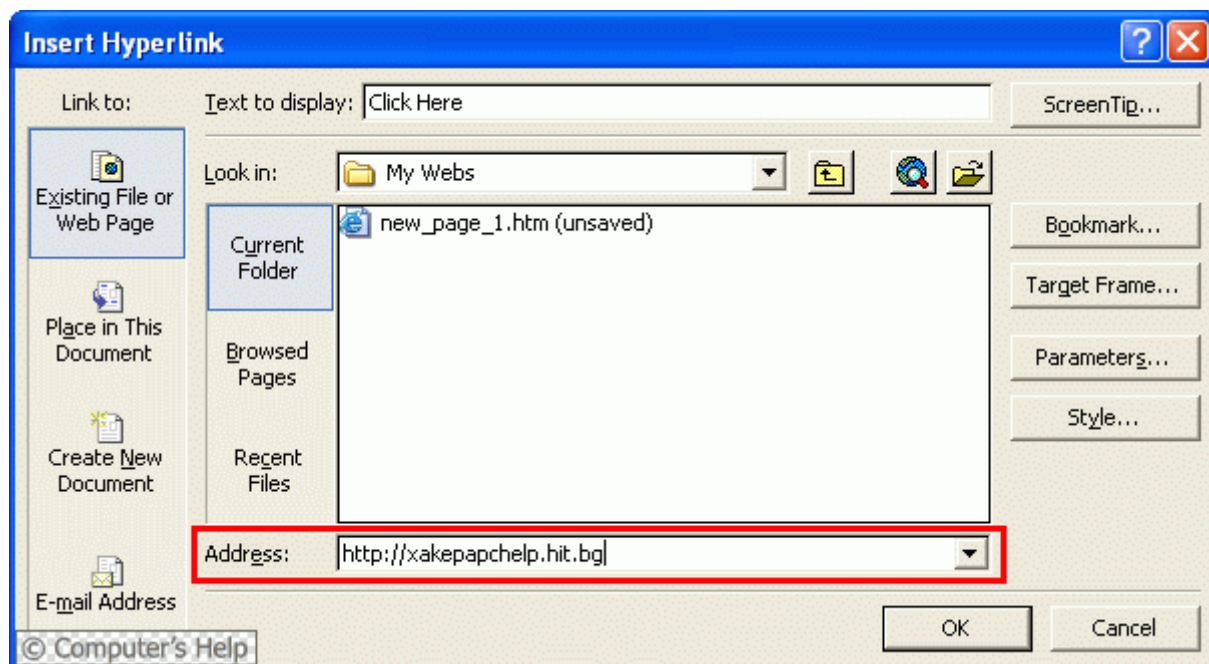 Insert Hyperlink
Link to:
Text to display:
Click Here
ScreenTip...
Existing File or
Web Page
Look in:
My Webs
Current
Folder
new_page_1.htm (unsaved)
Bookmark...
Target Frame...
Place in This
Document
Browsed
Pages
Parameters...
Style...
Create New
Document
Recent
Files
Address:
http://xakepapchelp.hit.bg
E-mail Address
OK
Cancel
© Computer's Help